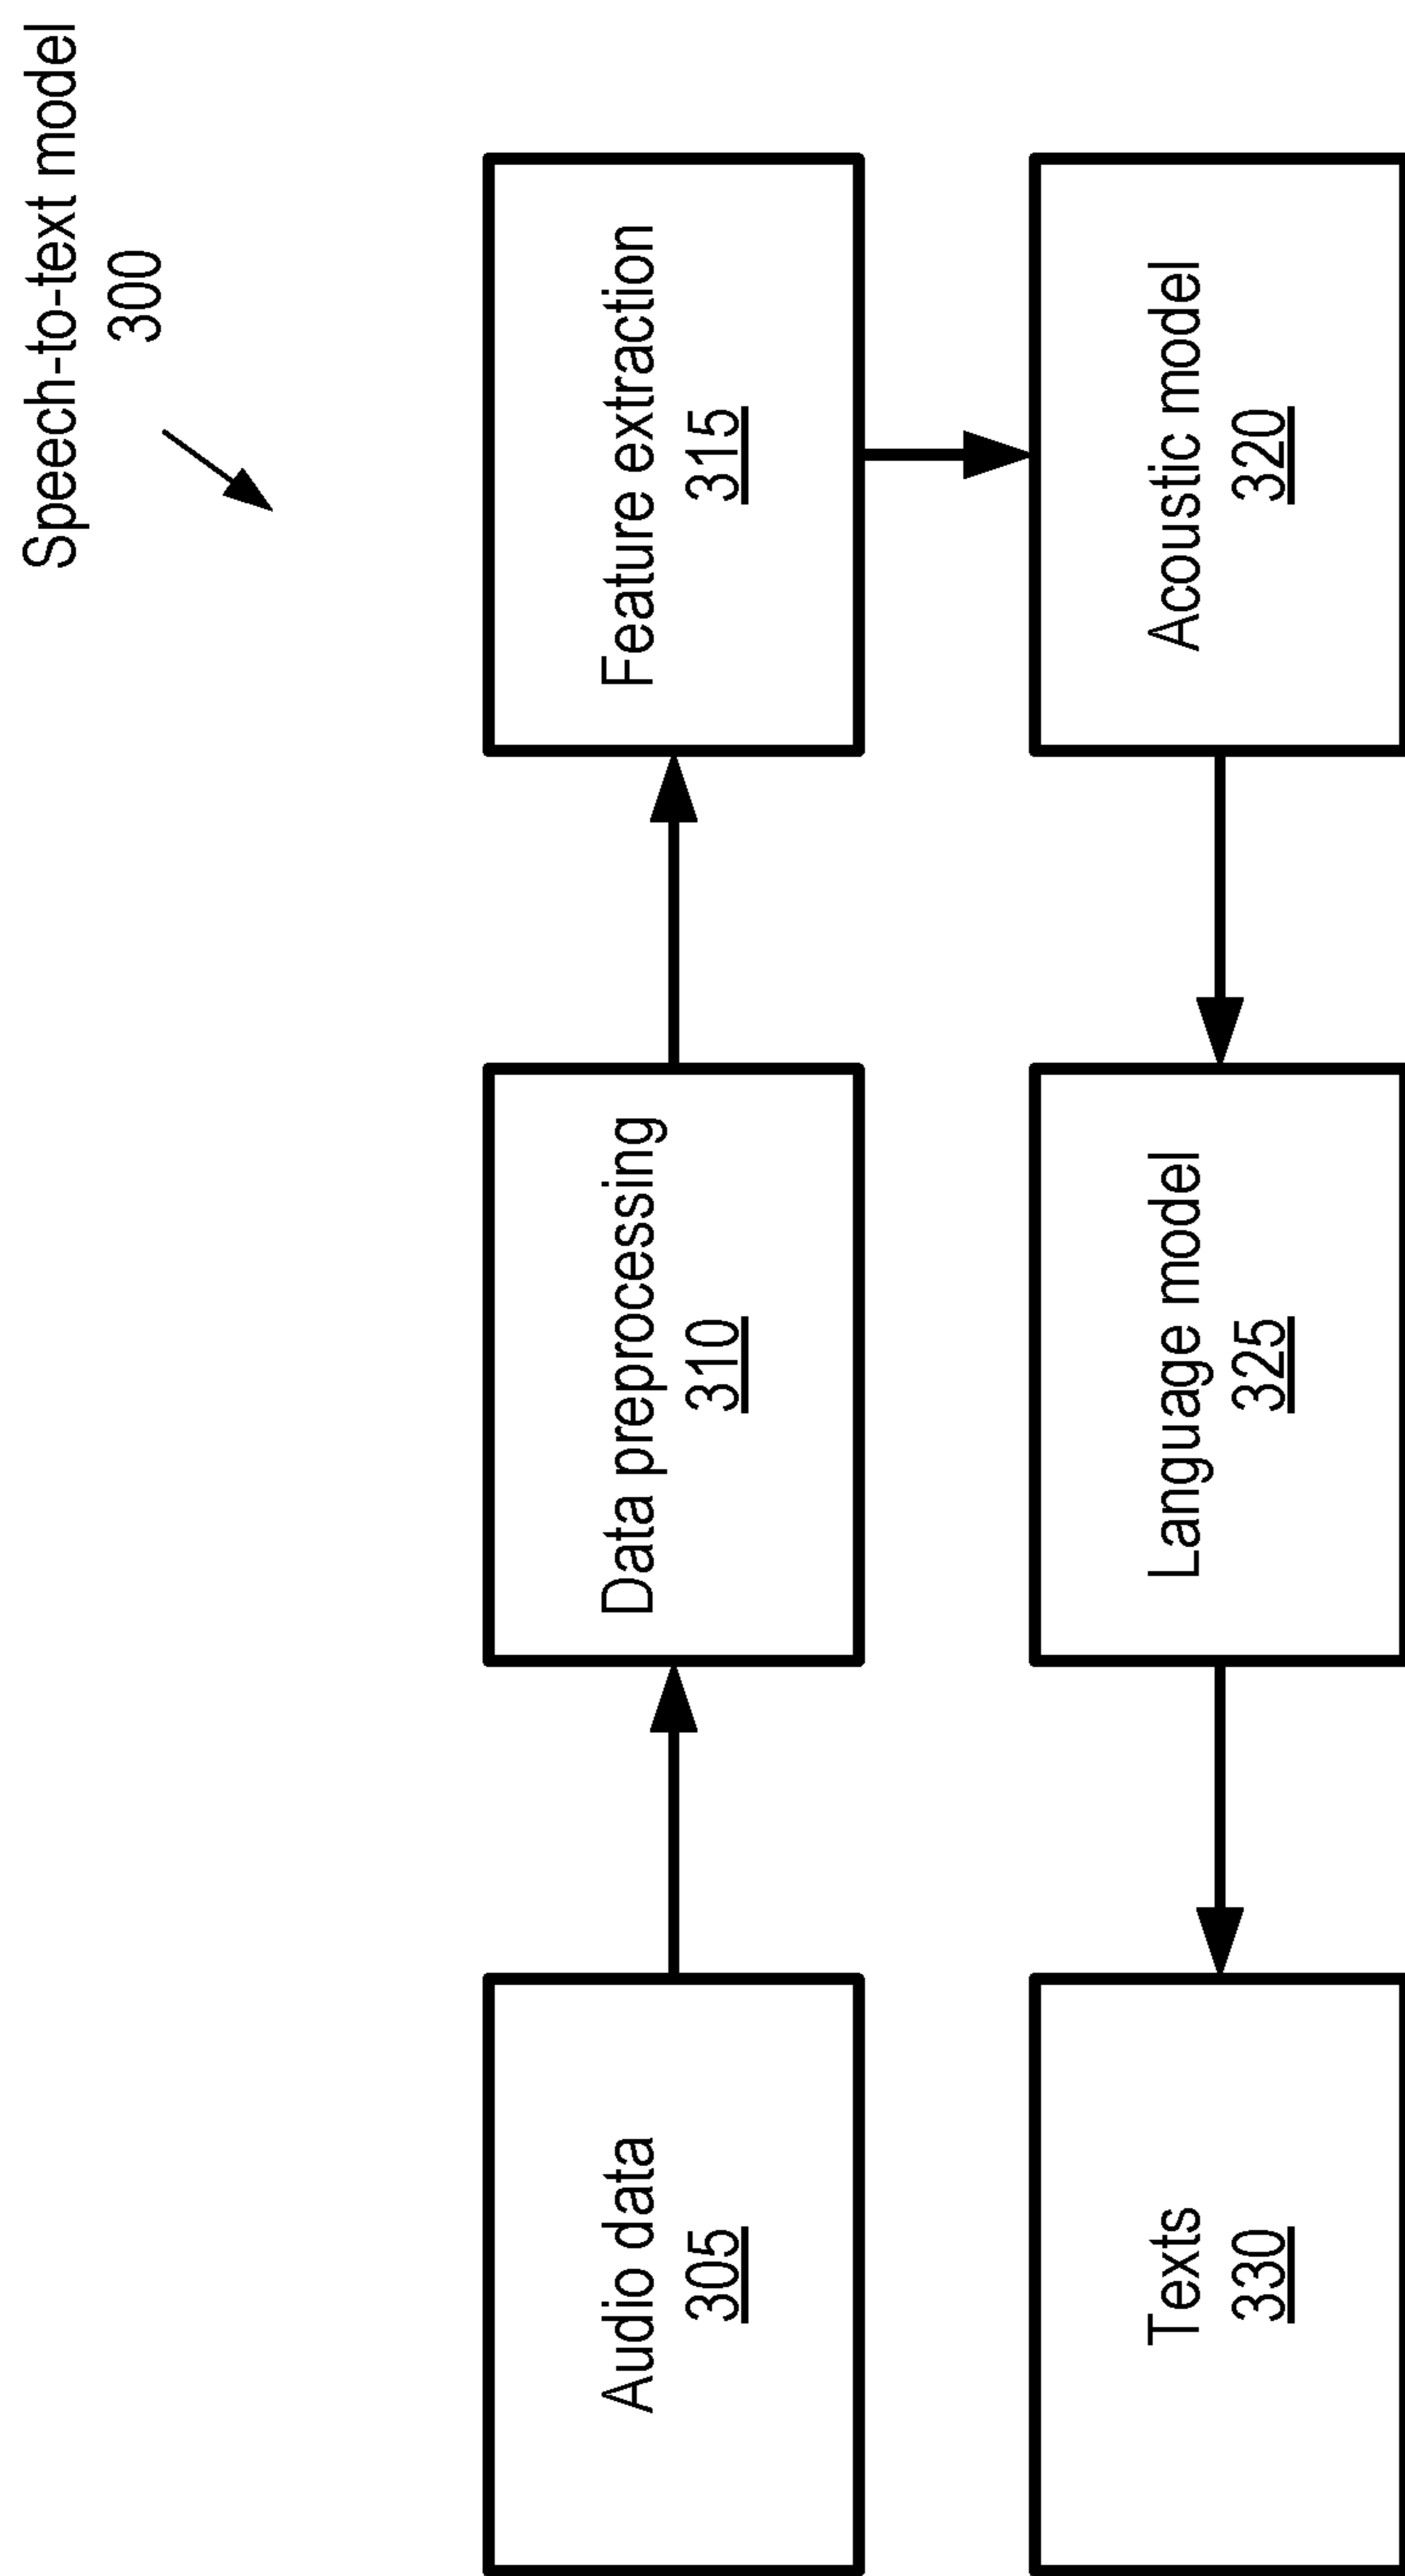 Speech-to-text model
300
Audio data
305
Data preprocessing
310
Feature extraction
315
Acoustic model
320
Language model
325
Texts
330